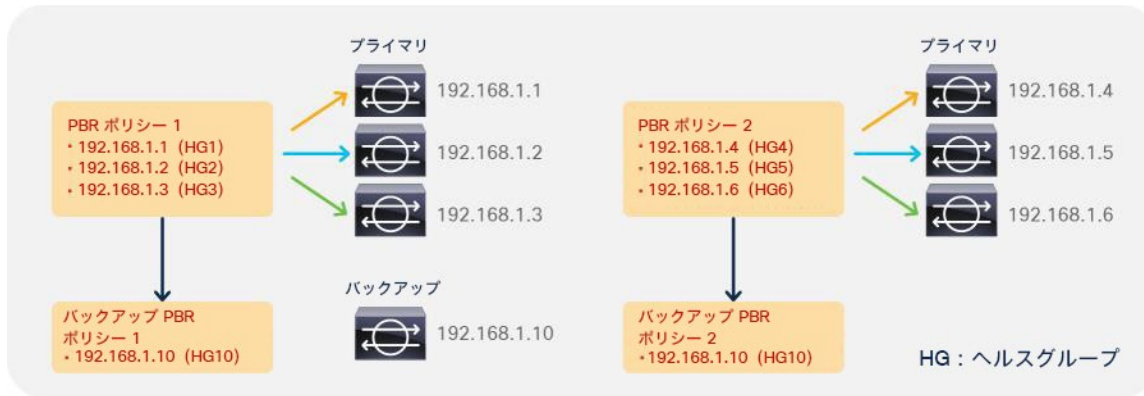 プライマリ
192.168.1.1
192.168.1.2
192.168.1.3
PBR ポリシー 1
• 192.168.1.1 (HG1)
• 192.168.1.2 (HG2)
• 192.168.1.3 (HG3)
バックアップ PBR
ポリシー 1
• 192.168.1.10 (HG10)
バックアップ
192.168.1.10
プライマリ
192.168.1.4
192.168.1.5
192.168.1.6
PBR ポリシー 2
• 192.168.1.4 (HG4)
• 192.168.1.5 (HG5)
• 192.168.1.6 (HG6)
バックアップ PBR
ポリシー 2
• 192.168.1.10 (HG10)
HG：ヘルスグループ